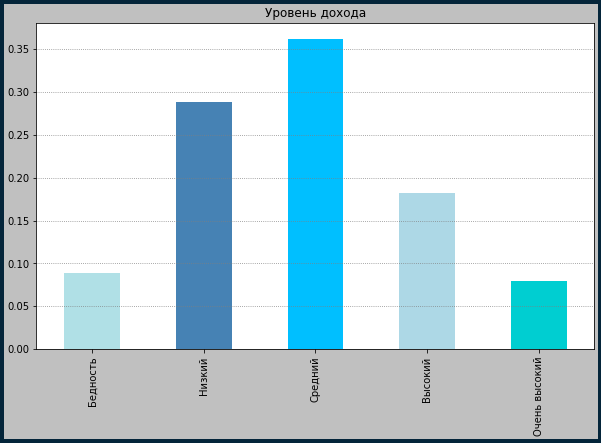 Уровень дохода
0.35
0.30
0.25
0.20
0.15
0.10
0.05
0.00
Бедность
Низкий
Средний
Высокий
Очень высокий